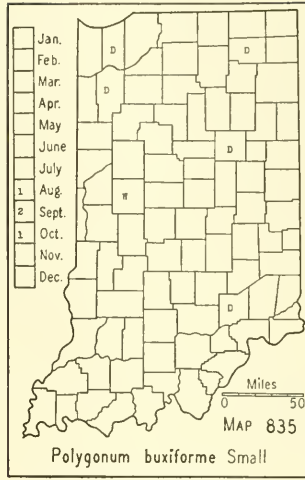 Jan.
Feb.
Mar.
Apr.
May
June
July
1 Aug.
2 Sept.
1 Oct.
Nov.
Dec.
D D
D
D
W
D
Miles
0 50
MAP 835
Polygonum buxiforme Small